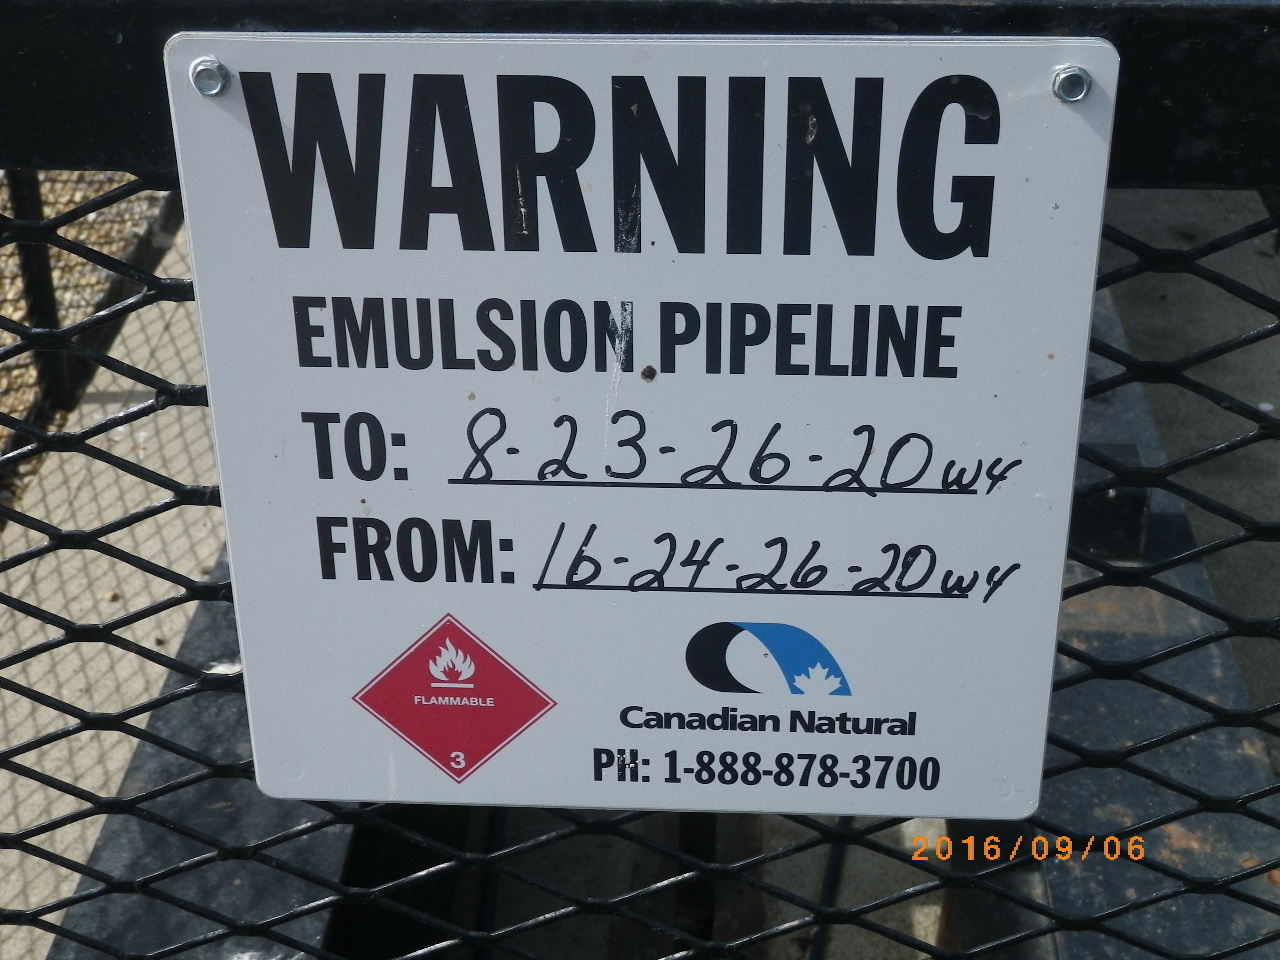 WARNING
EMULSION PIPELINE
TO: 8-23-26-20w4
FROM: 16-24-26-20w4
FLAMMABLE
3
Canadian Natural
PH: 1-888-878-3700
2016/09/06